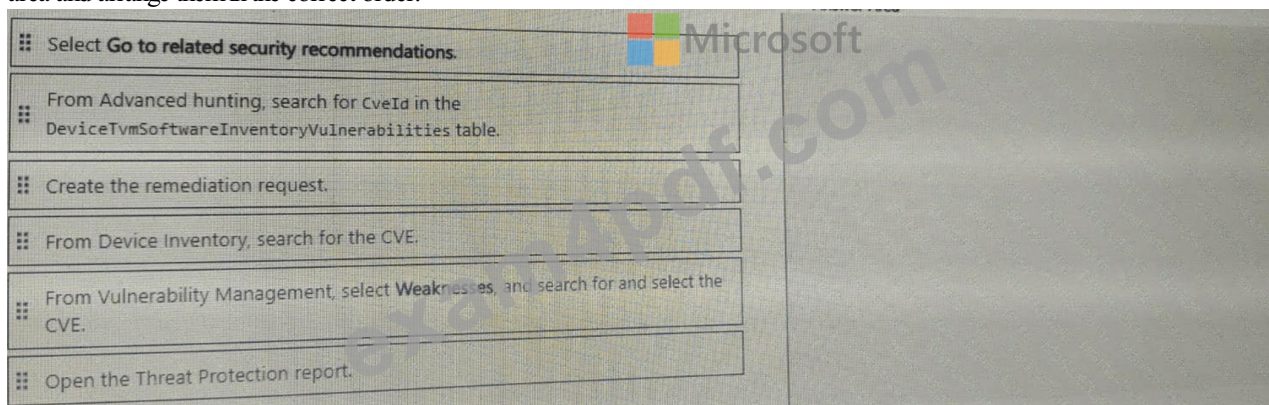 Microsoft
Select Go to related security recommendations.
From Advanced hunting, search for CveId in the
DeviceTvmSoftwareInventoryVulnerabilities table.
Create the remediation request.
From Device Inventory, search for the CVE.
From Vulnerability Management, select Weaknesses, and search for and select the
CVE.
Open the Threat Protection report.
exam4pdf.com